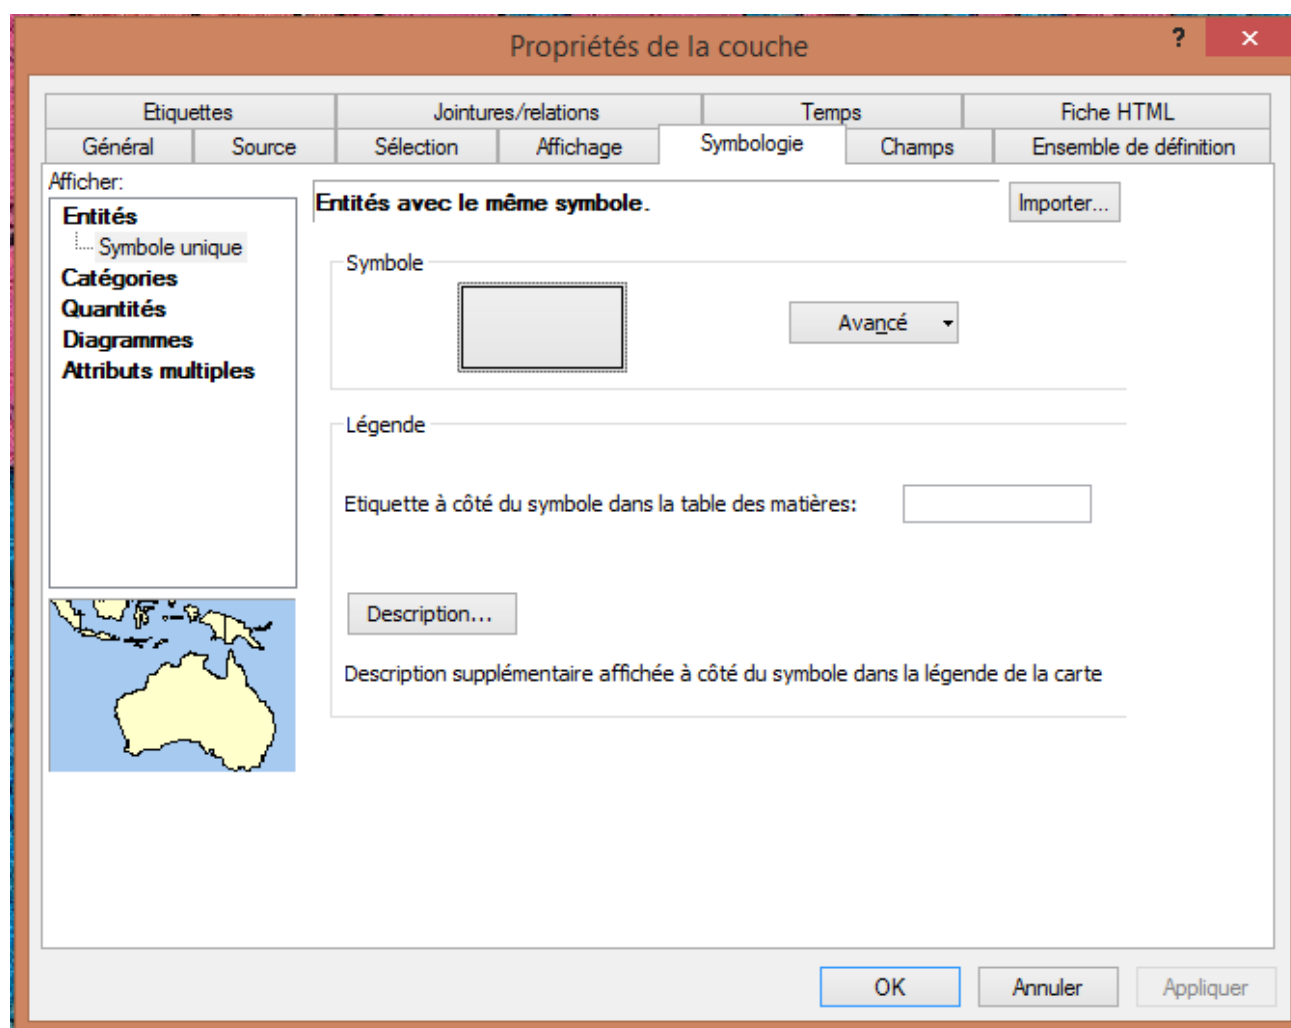 Propriétés de la couche
?
Etiquettes Jointures/relations Temps Fiche HTML
Général Source Sélection Affichage Symbologie Champs Ensemble de définition
Afficher:
Entités
Symbole unique
Catégories
Quantités
Diagrammes
Attributs multiples
Entités avec le même symbole.
Importer...
Symbole
Avancé
Légende
Etiquette à côté du symbole dans la table des matières:
Description...
Description supplémentaire affichée à côté du symbole dans la légende de la carte
OK Annuler Appliquer